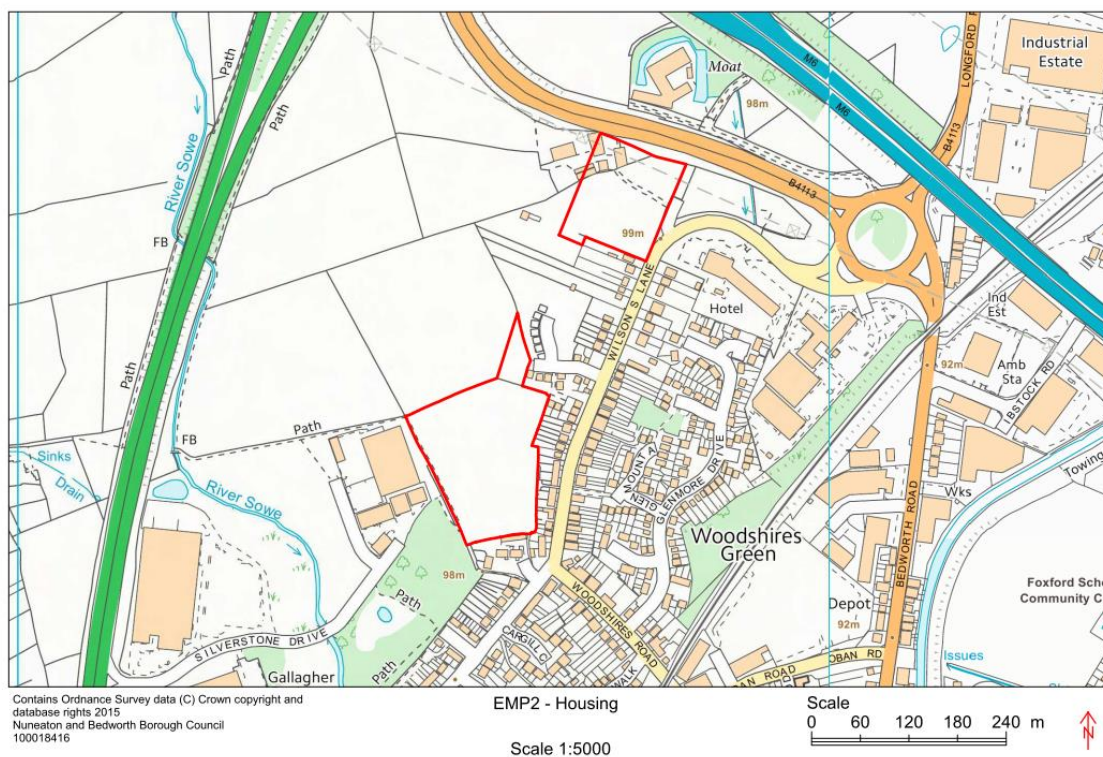 Path
Path
River Sowe
FB
Moat
98m
M6
M6
LONGFORD
B4113
Industrial
Estate
B4113
99m
WILSON S LANE
Hotel
Ind
Est
92m
Amb
Sta
IBSTOCK RD
Path
Path
FB
Sinks
Drain
River Sowe
MOUNT A
GLEN
GLENMORE DRIVE
Woodshires
Green
BEDWORTH ROAD
Wks
Towing
98m
Path
WOODSHIRES ROAD
CARGILL C
WALK
Depot
92m
Foxford Scho
Community C
SILVERSTONE DRIVE
Gallagher
Path
AN ROAD
OBAN RD
Issues
Contains Ordnance Survey data (C) Crown copyright and
database rights 2015
Nuneaton and Bedworth Borough Council
100018416
EMP2 - Housing
Scale 1:5000
Scale
0 60 120 180 240 m
N